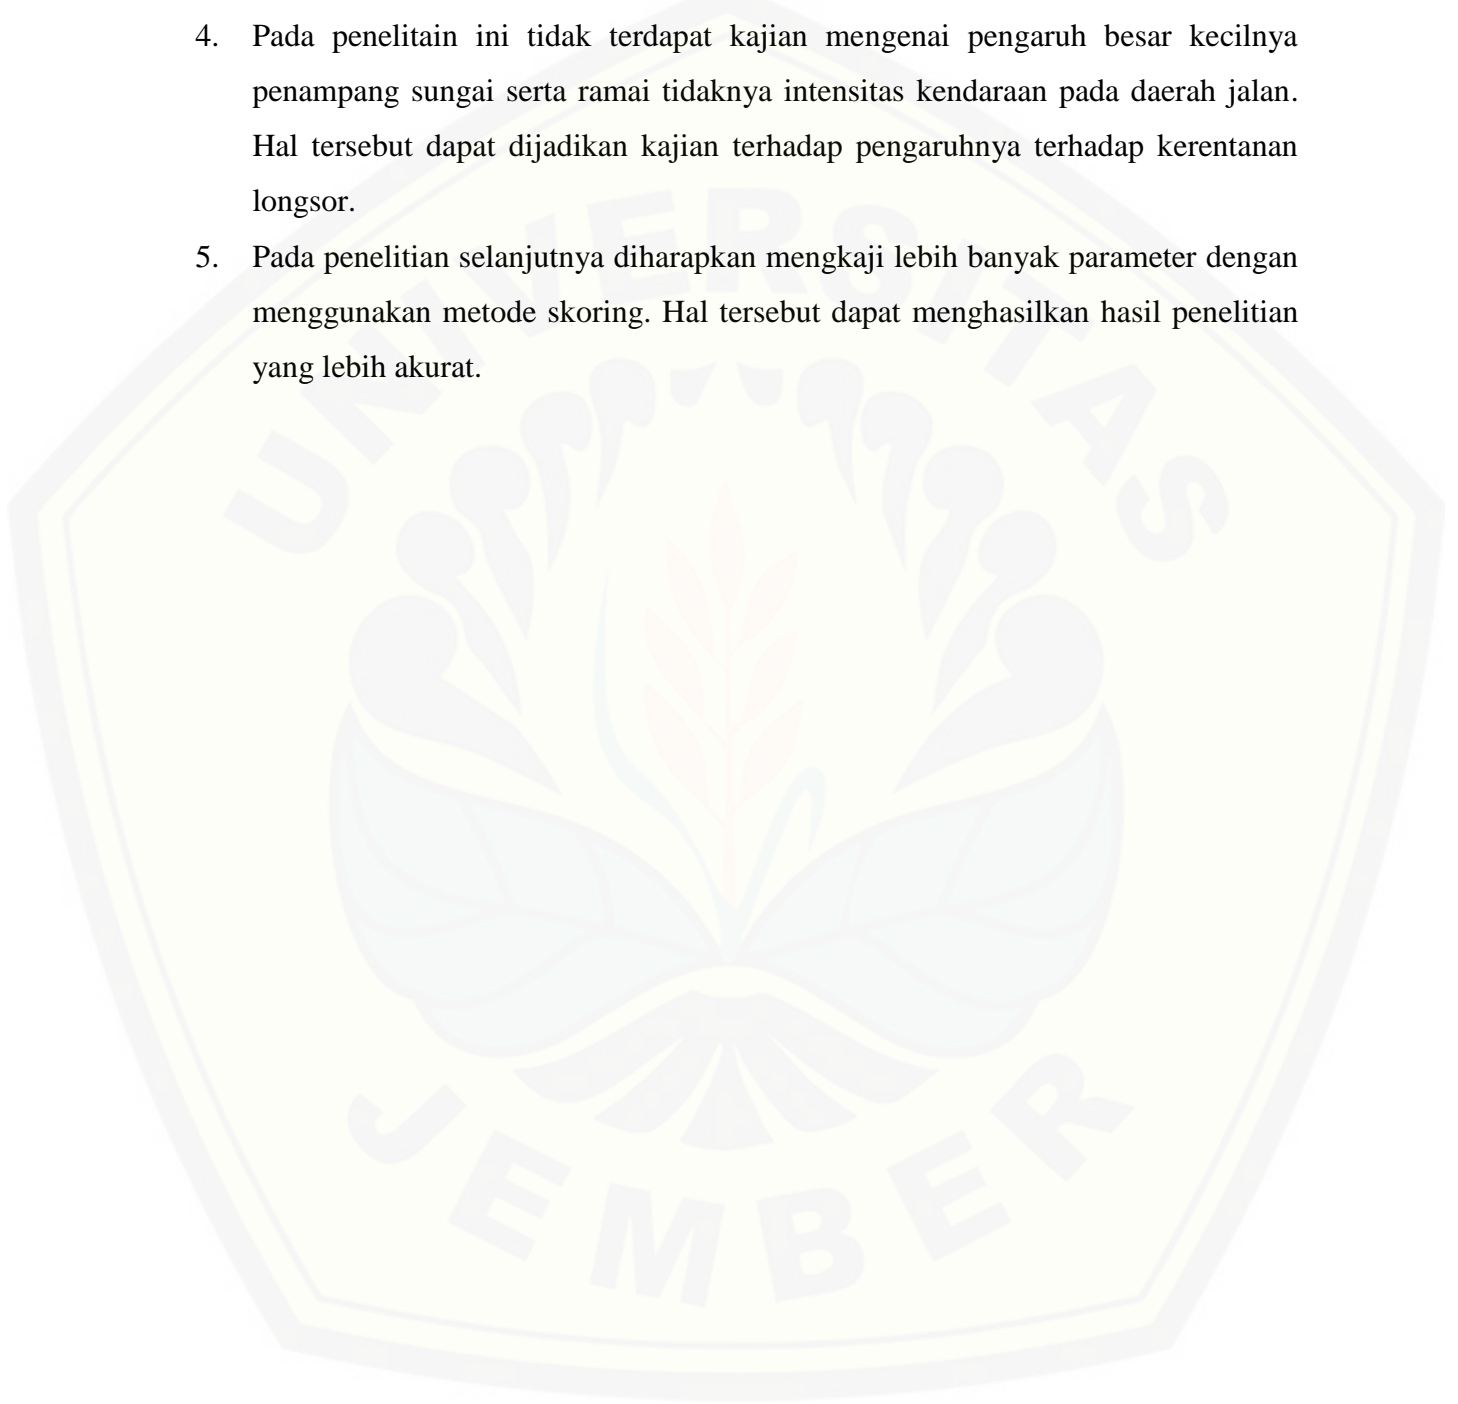 4. Pada penelitain ini tidak terdapat kajian mengenai pengaruh besar kecilnya
penampang sungai serta ramai tidaknya intensitas kendaraan pada daerah jalan.
Hal tersebut dapat dijadikan kajian terhadap pengaruhnya terhadap kerentanan
longsor.
5. Pada penelitian selanjutnya diharapkan mengkaji lebih banyak parameter dengan
menggunakan metode skoring. Hal tersebut dapat menghasilkan hasil penelitian
yang lebih akurat.
UNIVERSITAS
JEMBER